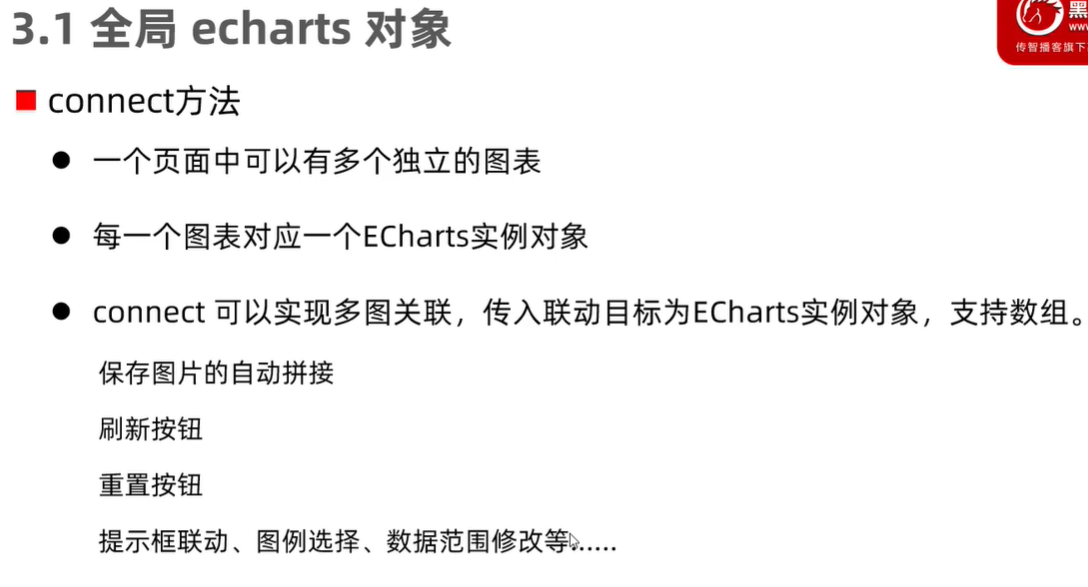 3.1 全局 echarts 对象
黑
www
传智播客旗下
connect方法
一个页面中可以有多个独立的图表
每一个图表对应一个ECharts实例对象
connect 可以实现多图关联，传入联动目标为ECharts实例对象，支持数组。
保存图片的自动拼接
刷新按钮
重置按钮
提示框联动、图例选择、数据范围修改等......